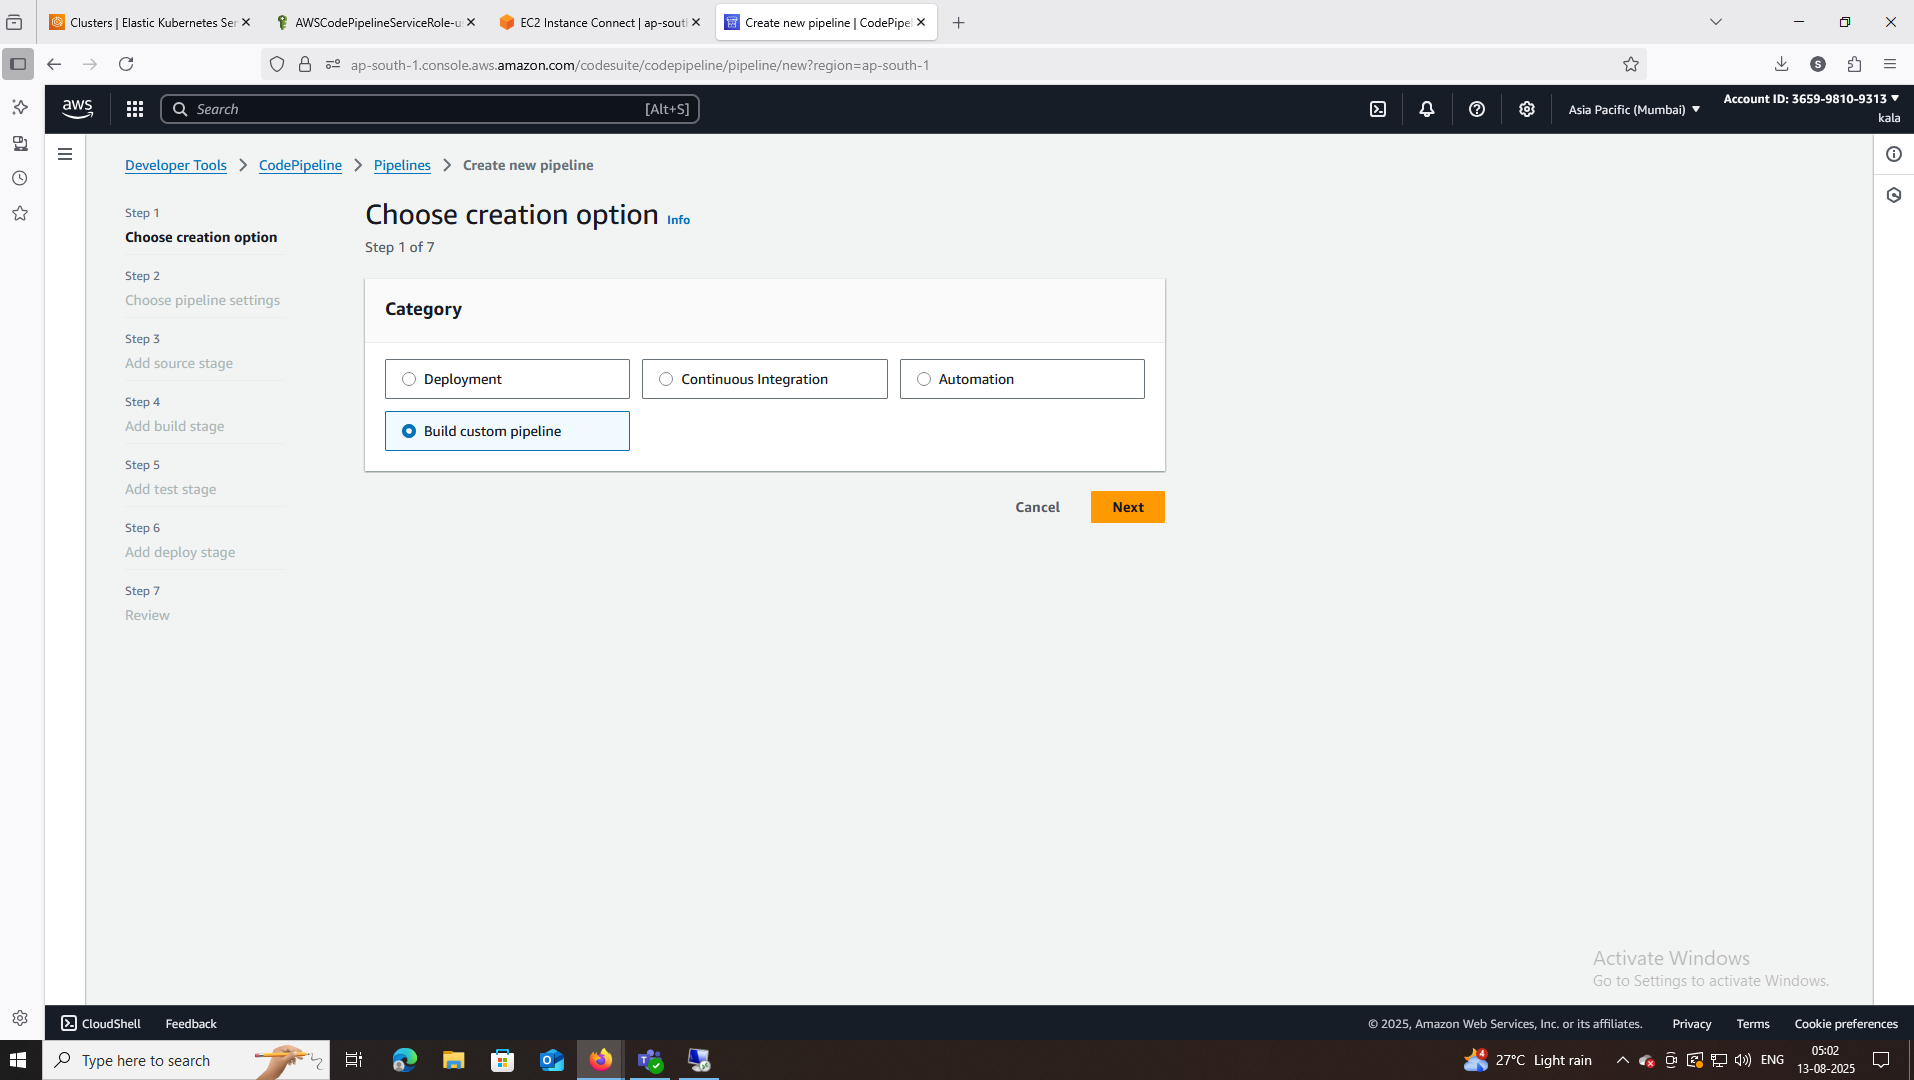 Clusters | Elastic Kubernetes Ser
AWSCodePipelineServiceRole-u
EC2 Instance Connect | ap-sout
Create new pipeline | CodePipel
ap-south-1.console.aws.amazon.com/codesuite/codepipeline/pipeline/new?region=ap-south-1
S
aws
Search
[Alt+S]
Asia Pacific (Mumbai)
Account ID: 3659-9810-9313
kala
Developer Tools
CodePipeline
Pipelines
Create new pipeline
Step 1
Choose creation option
Step 2
Choose pipeline settings
Step 3
Add source stage
Step 4
Add build stage
Step 5
Add test stage
Step 6
Add deploy stage
Step 7
Review
Choose creation option Info
Step 1 of 7
Category
Deployment
Continuous Integration
Automation
Build custom pipeline
Cancel
Next
Activate Windows
Go to Settings to activate Windows.
CloudShell
Feedback
© 2025, Amazon Web Services, Inc. or its affiliates.
Privacy
Terms
Cookie preferences
Type here to search
4
27°C Light rain
ENG
05:02
13-08-2025